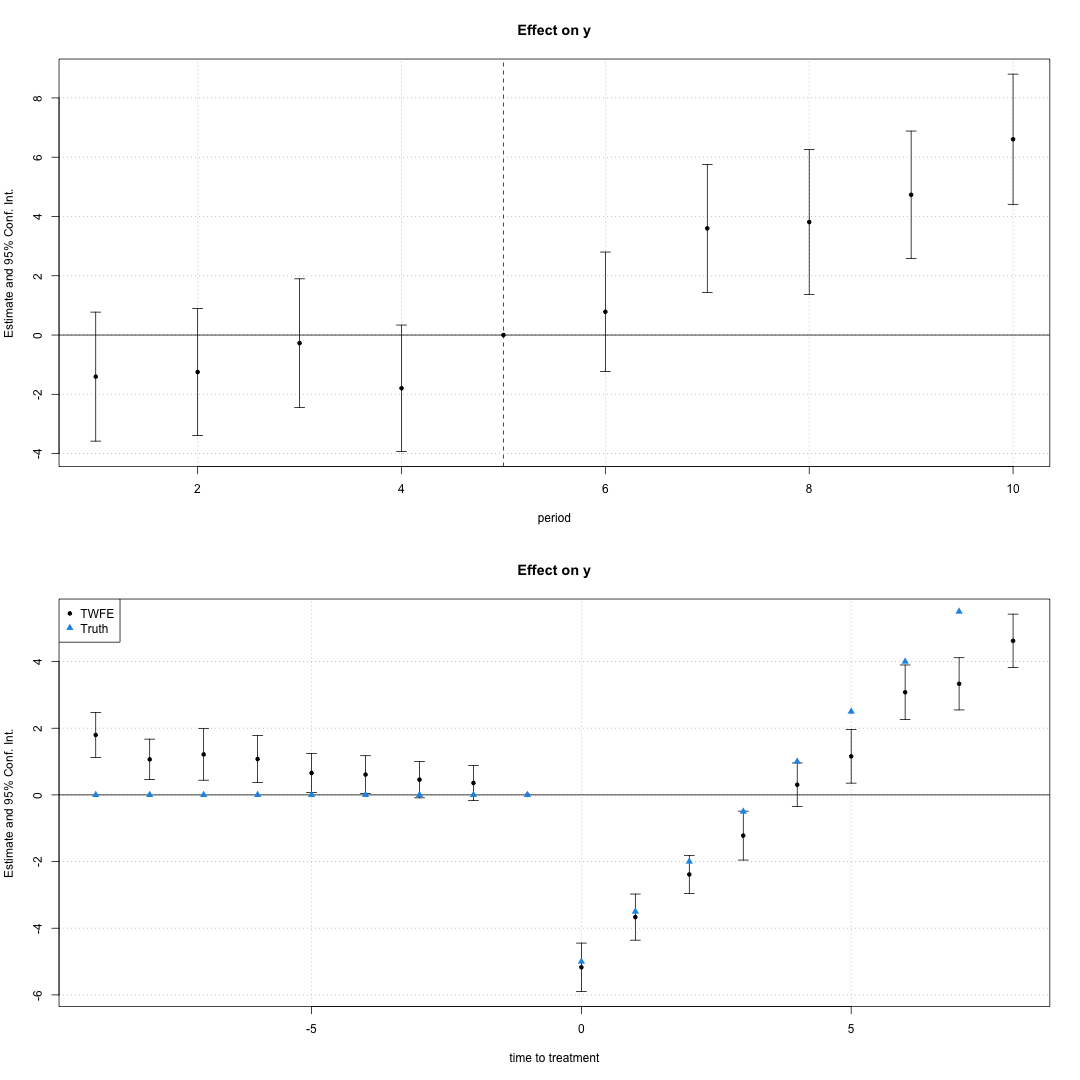 Effect on y
Estimate and 95% Conf. Int.
8
6
4
2
0
-2
-4
2 4 6 8 10
period
Effect on y
TWFE
Truth
Estimate and 95% Conf. Int.
4
2
0
-2
-4
-6
-5 0 5
time to treatment